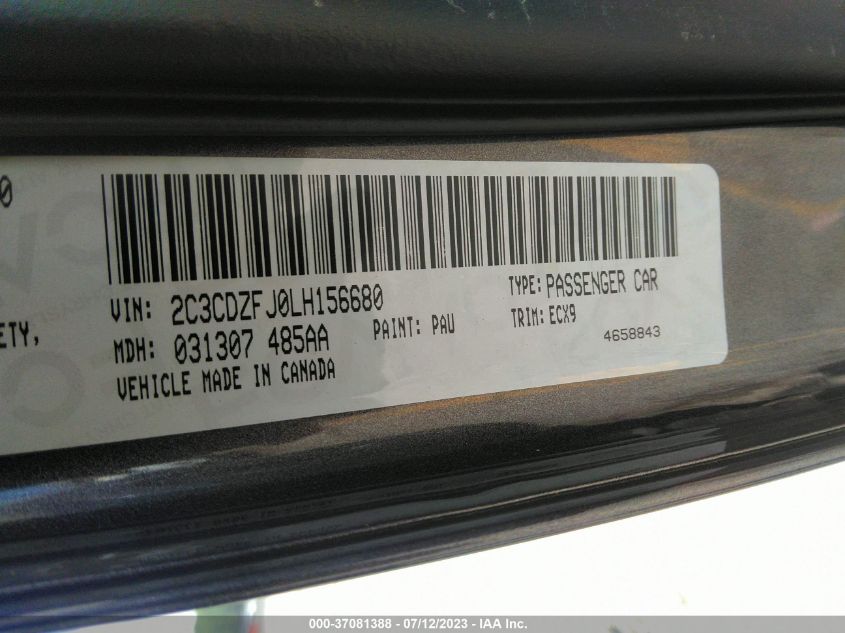 0
ETY,
VIN: 2C3CDZFJ0LH156680
TYPE: PASSENGER CAR
MDH: 031307 485AA
PAINT: PAU
TRIM: ECX9
4658843
VEHICLE MADE IN CANADA
000-37081388 - 07/12/2023 - IAA Inc.